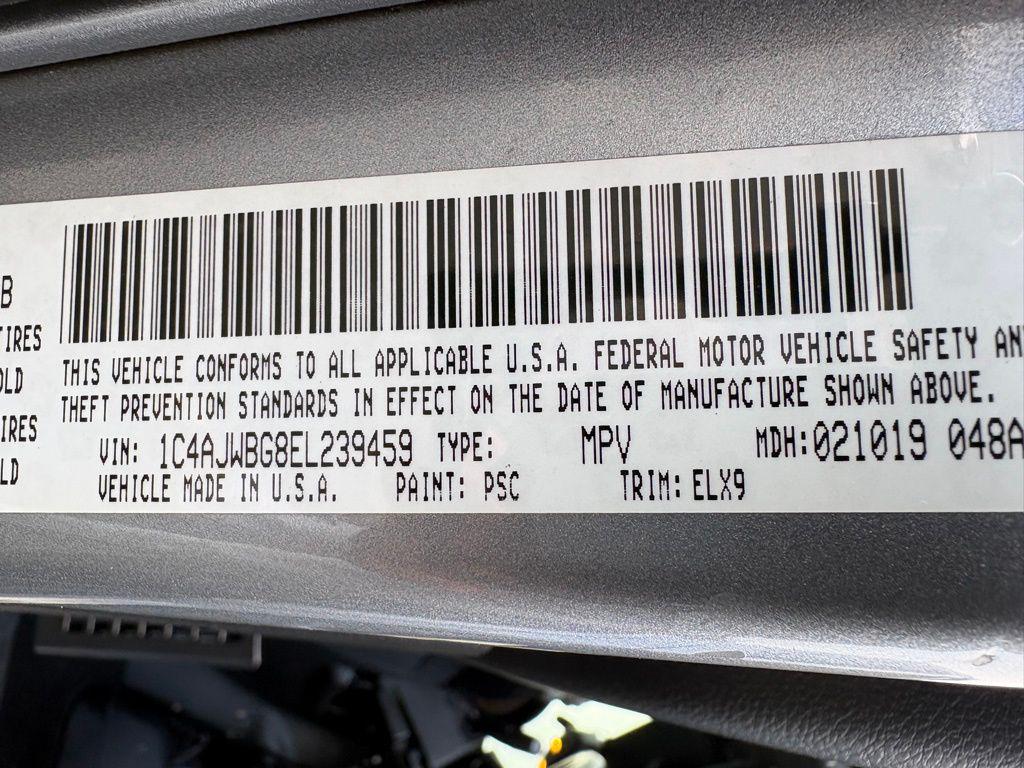 B
TIRES
OLD
IRES
LD
THIS VEHICLE CONFORMS TO ALL APPLICABLE U.S.A. FEDERAL MOTOR VEHICLE SAFETY AN
THEFT PREVENTION STANDARDS IN EFFECT ON THE DATE OF MANUFACTURE SHOWN ABOVE.
VIN: 1C4AJWBG8EL239459 TYPE: MPV MDH:021019 048A
VEHICLE MADE IN U.S.A. PAINT: PSC TRIM: ELX9